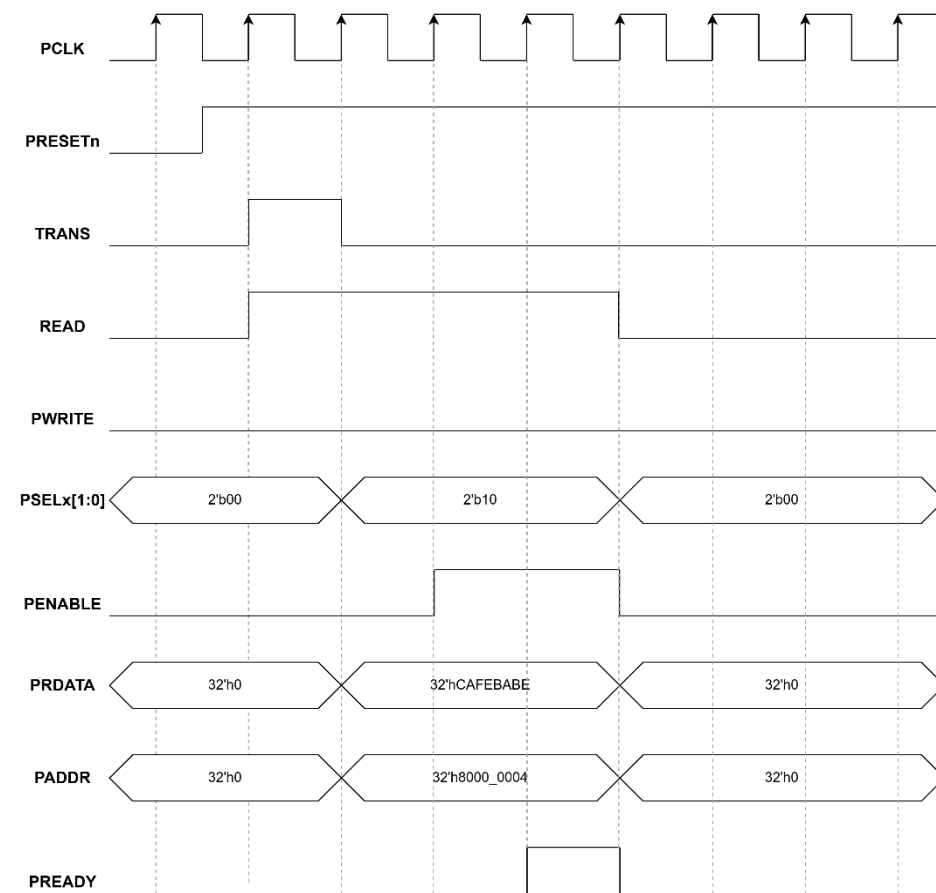 PCLK
PRESETn
TRANS
READ
PWRITE
PSELx[1:0] 2'b00 2'b10 2'b00
PENABLE
PRDATA 32'h0 32'hCAFEBABE 32'h0
PADDR 32'h0 32'h8000_0004 32'h0
PREADY